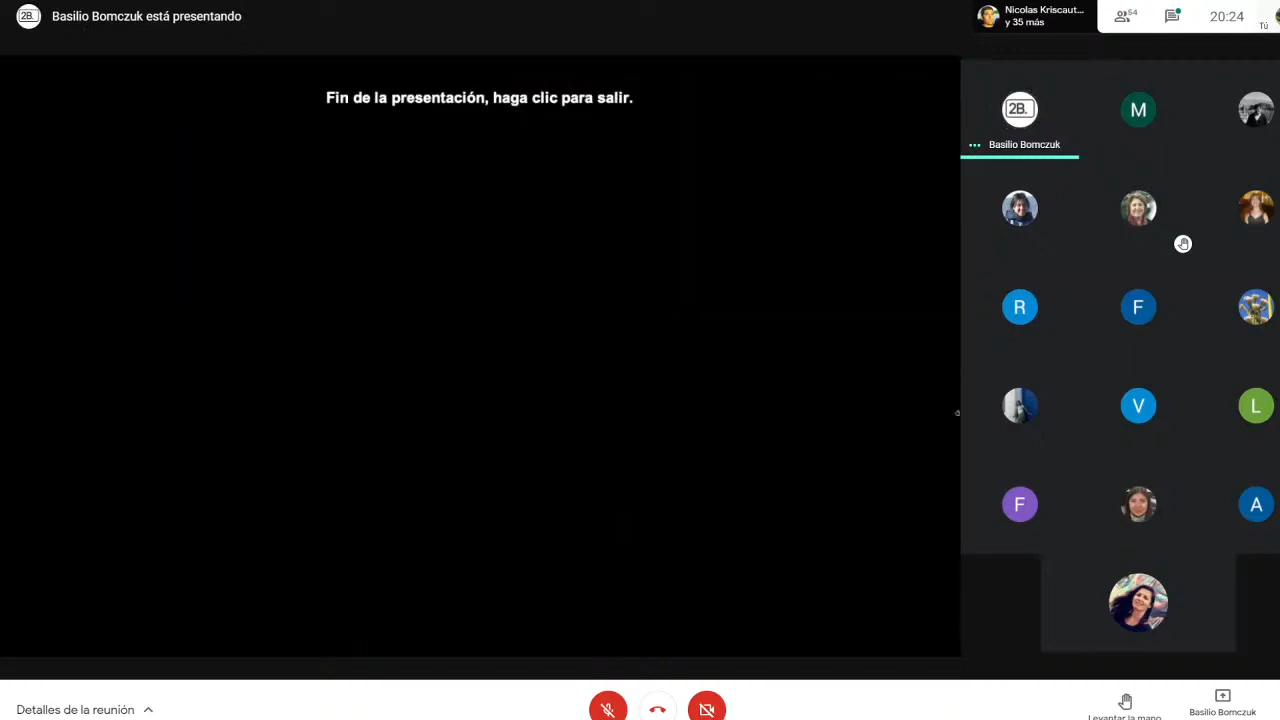 2B. Basilio Bomczuk está presentando
Nicolas Kriscaut...
y 35 más
54
20:24
Tú
Fin de la presentación, haga clic para salir.
2B.
M
Basilio Bomczuk
R
F
V
L
F
A
Detalles de la reunión
Levantar la mano
Basilio Bomczuk